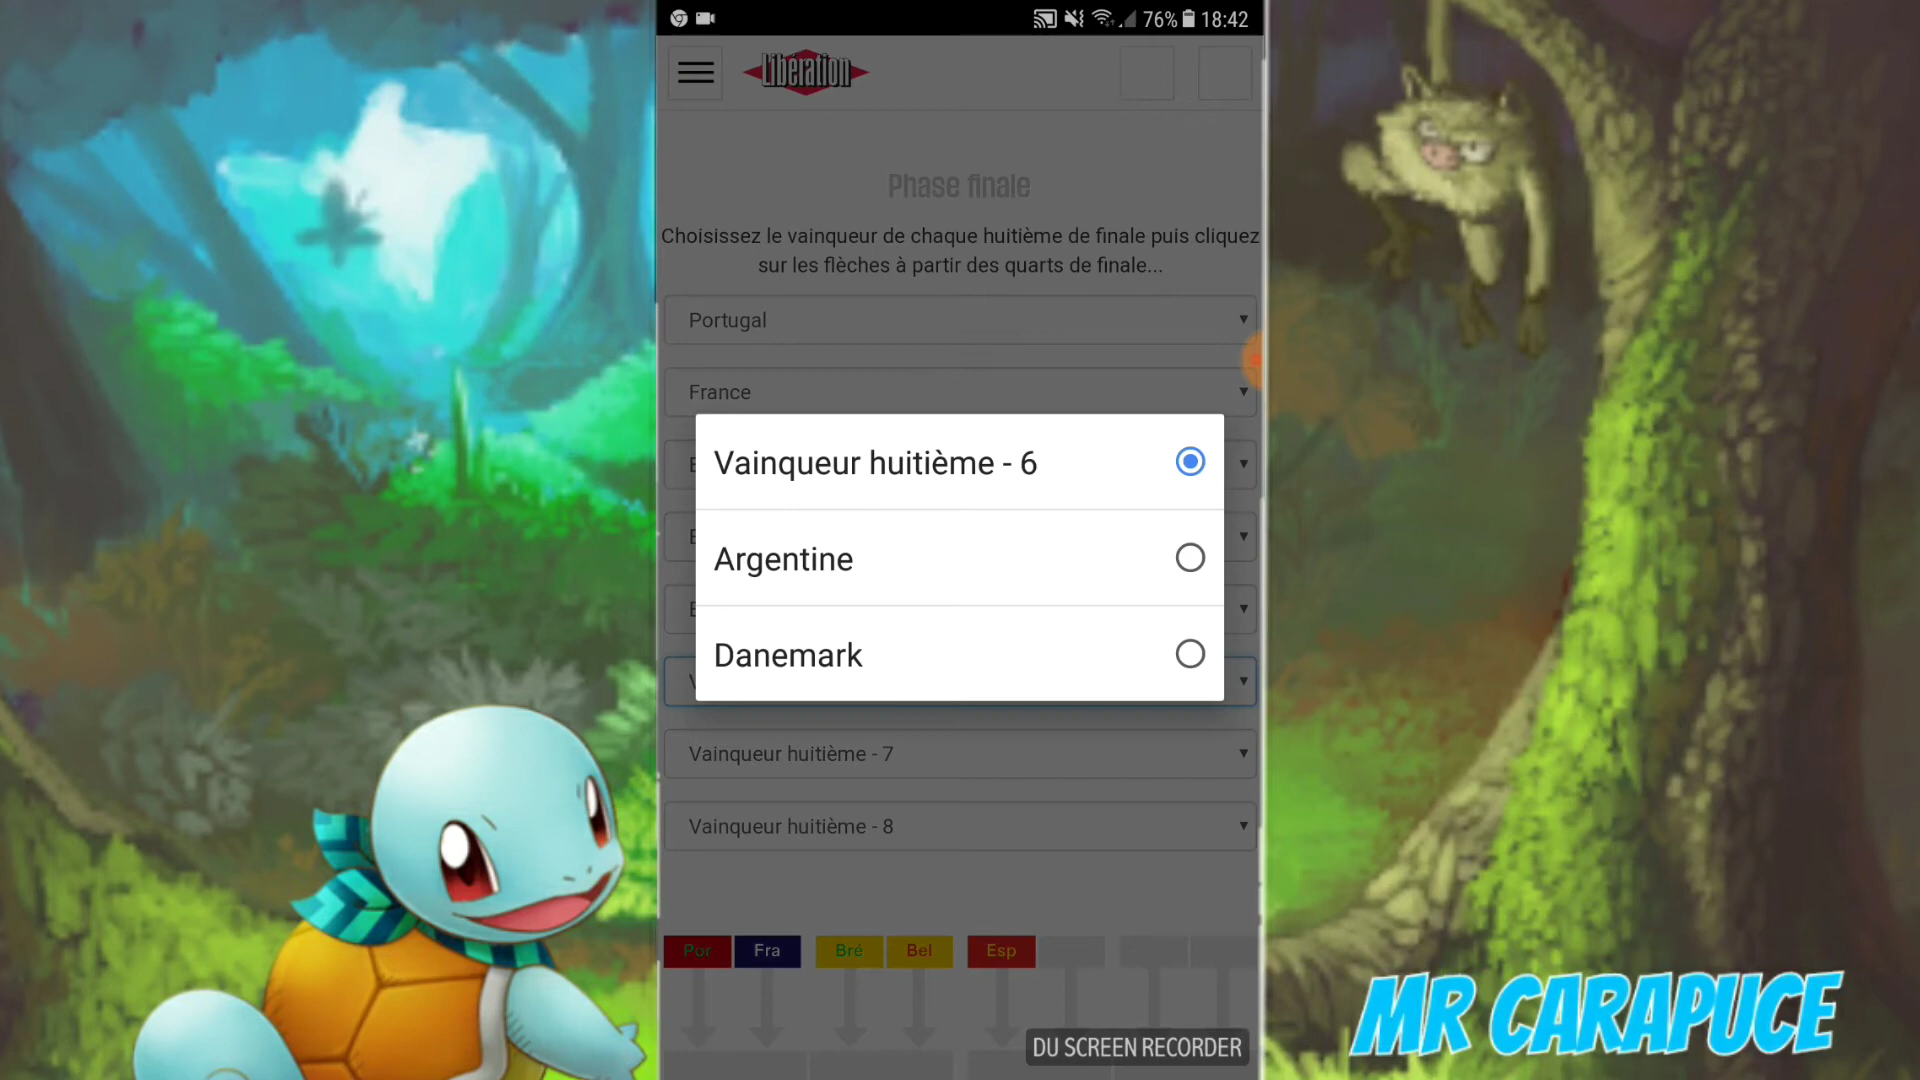 76% 18:42
Libération
Phase finale
Choisissez le vainqueur de chaque huitième de finale puis cliquez
sur les flèches à partir des quarts de finale...
Portugal
France
Vainqueur huitième - 6
Argentine
Danemark
Vainqueur huitième - 7
Vainqueur huitième - 8
Por Fra Bré Bel Esp
DU SCREEN RECORDER
MR CARAPUCE